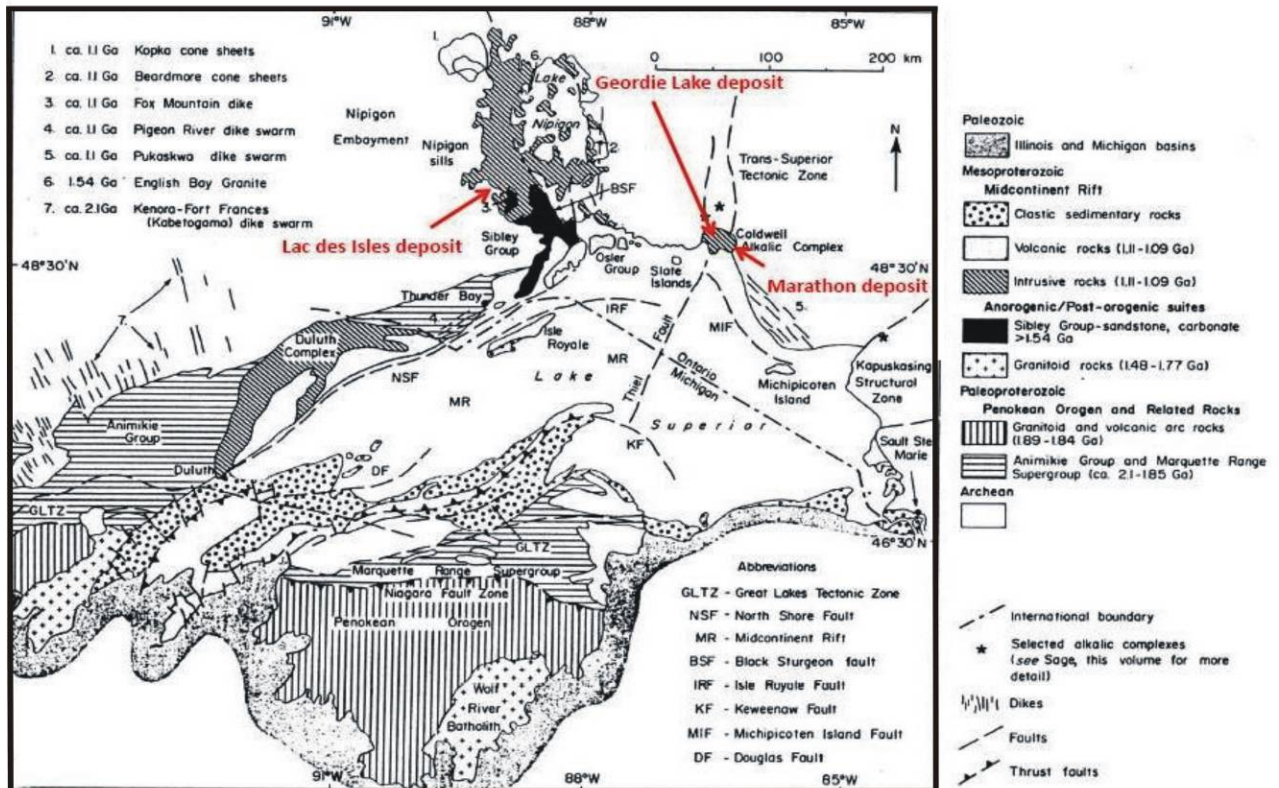 91°W
88°W
85°W
1. ca. 1.1 Ga Kopka cone sheets
2 ca. 1.1 Ga Beardmore cone sheets
3. ca. 1.1 Ga Fox Mountain dike
4. ca. 1.1 Ga Pigeon River dike swarm
5. ca. 1.1 Ga Pukaskwa dike swarm
6. 1.54 Ga English Bay Granite
7. ca. 2.1Ga Kenora-Fort Frances
(Kabetogama) dike swarm
0 100 200 km
1.
6.
Lake
Nipigon
Nipigon
Embayment
Nipigon
sills
2.
3.
BSF
Geordie Lake deposit
N
Trans-Superior
Tectonic Zone
Lac des Isles deposit
Sibley
Group
Osler
Group
Slate
Islands
Coldwell
Alkalic Complex
Marathon deposit
48°30'N
48°30'N
Thunder Bay
4.
5.
7.
IRF
Isle
Royale
MIF
Duluth
Complex
NSF
MR
MR
Thiel Fault
Ontario
Michigan
Lake
Superior
Michipicoten
Island
Kapuskasing
Structural
Zone
Animikie
Group
KF
Sault Ste
Marie
Duluth
DF
GLTZ
GLTZ
46°30'N
Marquette Range Supergroup
Niagara Fault Zone
Penokean Orogen
Wolf
River
Batholith
Abbreviations
GLTZ - Great Lakes Tectonic Zone
NSF - North Shore Fault
MR - Midcontinent Rift
BSF - Black Sturgeon fault
IRF - Isle Royale Fault
KF - Keweenaw Fault
MIF - Michipicoten Island Fault
DF - Douglas Fault
91°W
88°W
85°W
Paleozoic
Illinois and Michigan basins
Mesoproterozoic
Midcontinent Rift
Clastic sedimentary rocks
Volcanic rocks (1.11-1.09 Ga)
Intrusive rocks (1.11-1.09 Ga)
Anorogenic/Post-orogenic suites
Sibley Group-sandstone, carbonate
>1.54 Ga
Granitoid rocks (1.48-1.77 Ga)
Paleoproterozoic
Penokean Orogen and Related Rocks
Granitoid and volcanic arc rocks
(1.89-1.84 Ga)
Animikie Group and Marquette Range
Supergroup (ca. 2.1-1.85 Ga)
Archean
International boundary
Selected alkalic complexes
(see Sage, this volume for more
detail)
Dikes
Faults
Thrust faults